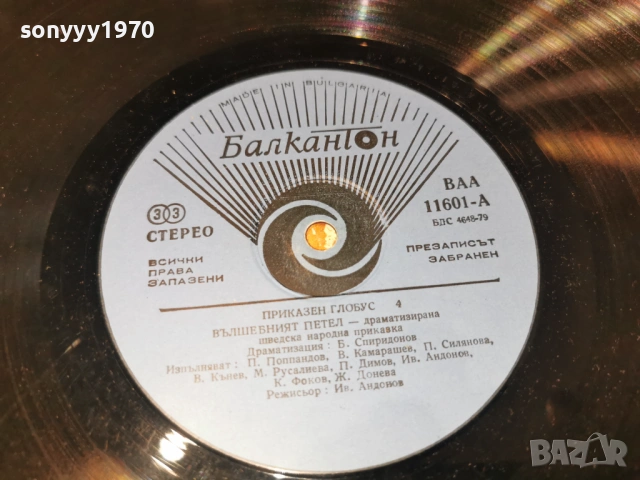 sonyyy1970
MADE IN BULGARIA
Балкантон
ВАА
11601-А
БДС 4648-79
33
СТЕРЕО
ВСИЧКИ
ПРАВА
ЗАПАЗЕНИ
ПРЕЗАПИСЪТ
ЗАБРАНЕН
ПРИКАЗЕН ГЛОБУС 4
ВЪЛШЕБНИЯТ ПЕТЕЛ — драматизирана
шведска народна приказка
Драматизация : Б. Спиридонов
Изпълняват : П. Поппандов, В. Камарашев, П. Силянова,
В. Кънев, М. Русалиева, П. Димов, Ив. Андонов,
К. Фоков, Ж. Донева
Режисьор : Ив. Андонов
BAZAR